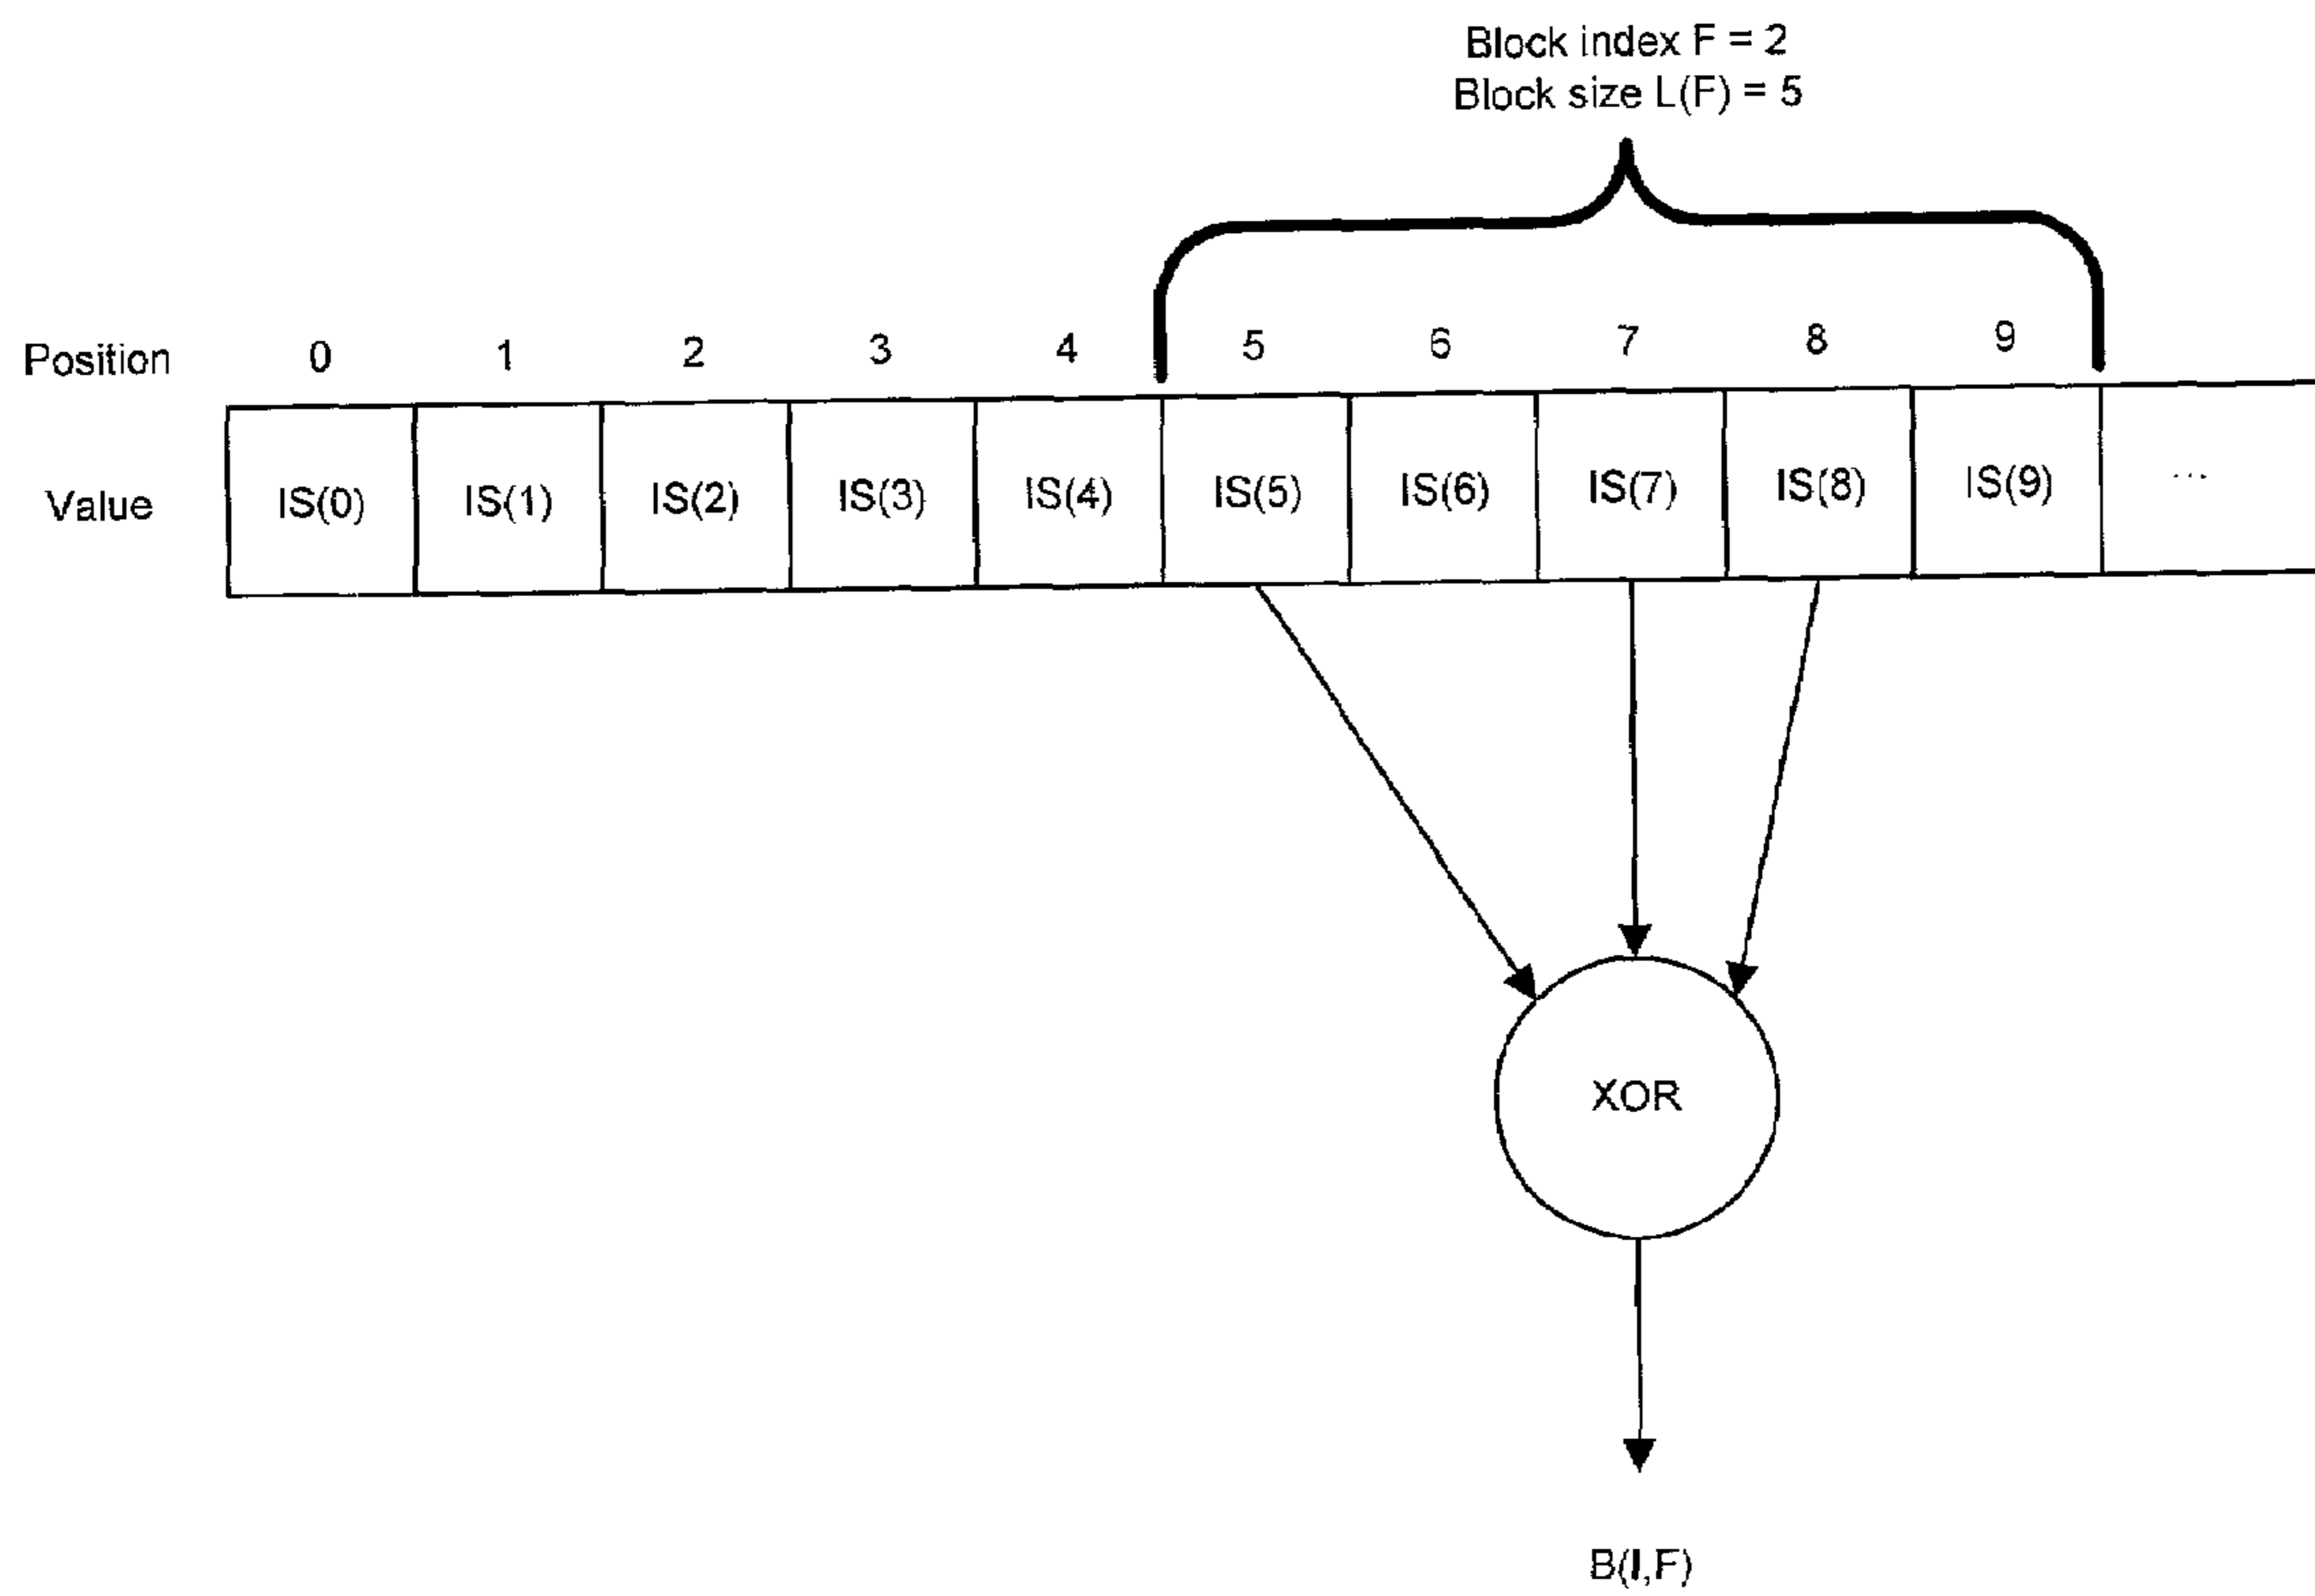 Block index F = 2
Block size L(F) = 5
Position 0 1 2 3 4 5 6 7 8 9
Value IS(0) IS(1) IS(2) IS(3) IS(4) IS(5) IS(6) IS(7) IS(8) IS(9) ...
XOR
B(I,F)